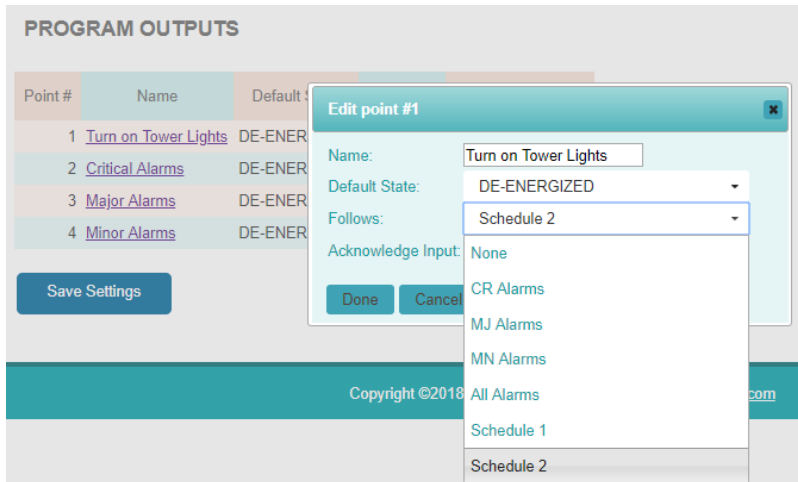 PROGRAM OUTPUTS
Point # Name Default
1 Turn on Tower Lights DE-ENER
2 Critical Alarms DE-ENER
3 Major Alarms DE-ENER
4 Minor Alarms DE-ENER
Save Settings
Edit point #1
Name: Turn on Tower Lights
Default State: DE-ENERGIZED
Follows: Schedule 2
Acknowledge Input:
None
CR Alarms
MJ Alarms
MN Alarms
All Alarms
Schedule 1
Schedule 2
Done Cancel
Copyright ©2018 com